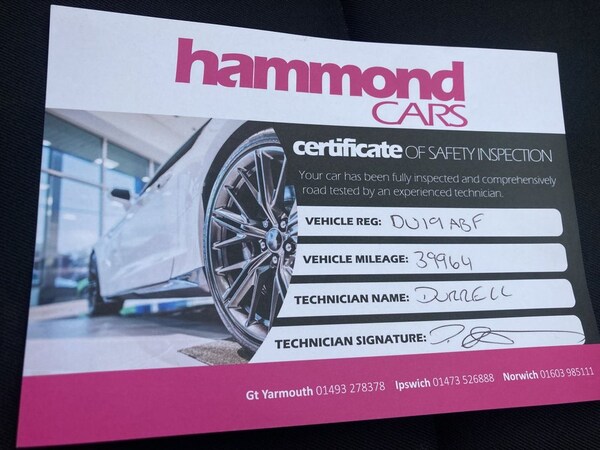 hammond
CARS
certificate OF SAFETY INSPECTION
Your car has been fully inspected and comprehensively
road tested by an experienced technician.
VEHICLE REG: DU19 ABF
VEHICLE MILEAGE: 39964
TECHNICIAN NAME: DURRELL
TECHNICIAN SIGNATURE:
Gt Yarmouth 01493 278378 Ipswich 01473 526888 Norwich 01603 985111